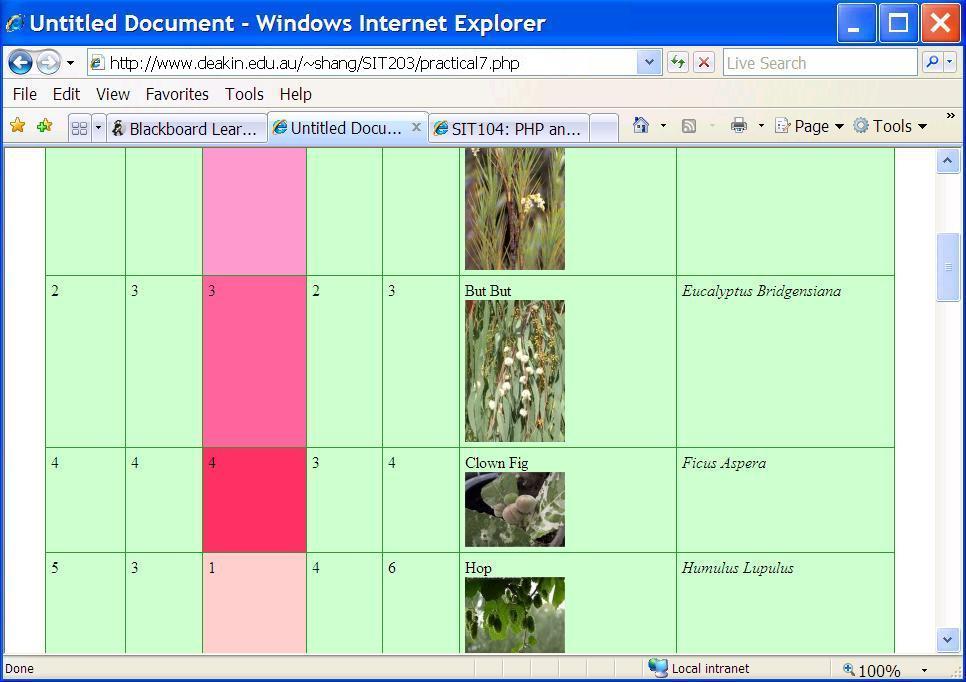 Untitled Document - Windows Internet Explorer
http://www.deakin.edu.au/~shang/SIT203/practical7.php
Live Search
File Edit View Favorites Tools Help
Blackboard Lear... Untitled Docu... SIT104: PHP an... Page Tools »
2 3 3 2 3 But But Eucalyptus Bridgensiana
4 4 4 3 4 Clown Fig Ficus Aspera
5 3 1 4 6 Hop Humulus Lupulus
Done Local intranet 100%